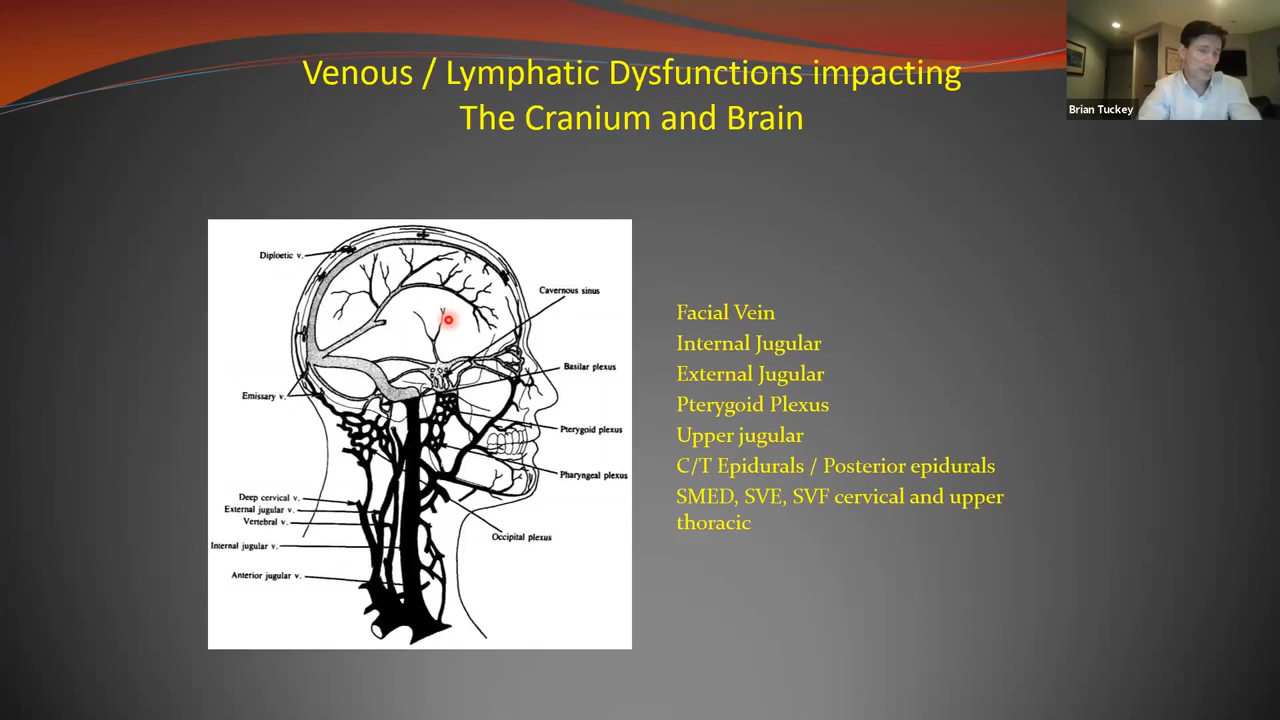 Venous / Lymphatic Dysfunctions impacting
The Cranium and Brain
Brian Tuckey
Diploetic v.
Cavernous sinus
Basilar plexus
Emissary v.
Pterygoid plexus
Pharyngeal plexus
Deep cervical v.
External jugular v.
Vertebral v.
Occipital plexus
Internal jugular v.
Anterior jugular v.
Facial Vein
Internal Jugular
External Jugular
Pterygoid Plexus
Upper jugular
C/T Epidurals / Posterior epidurals
SMED, SVE, SVF cervical and upper
thoracic